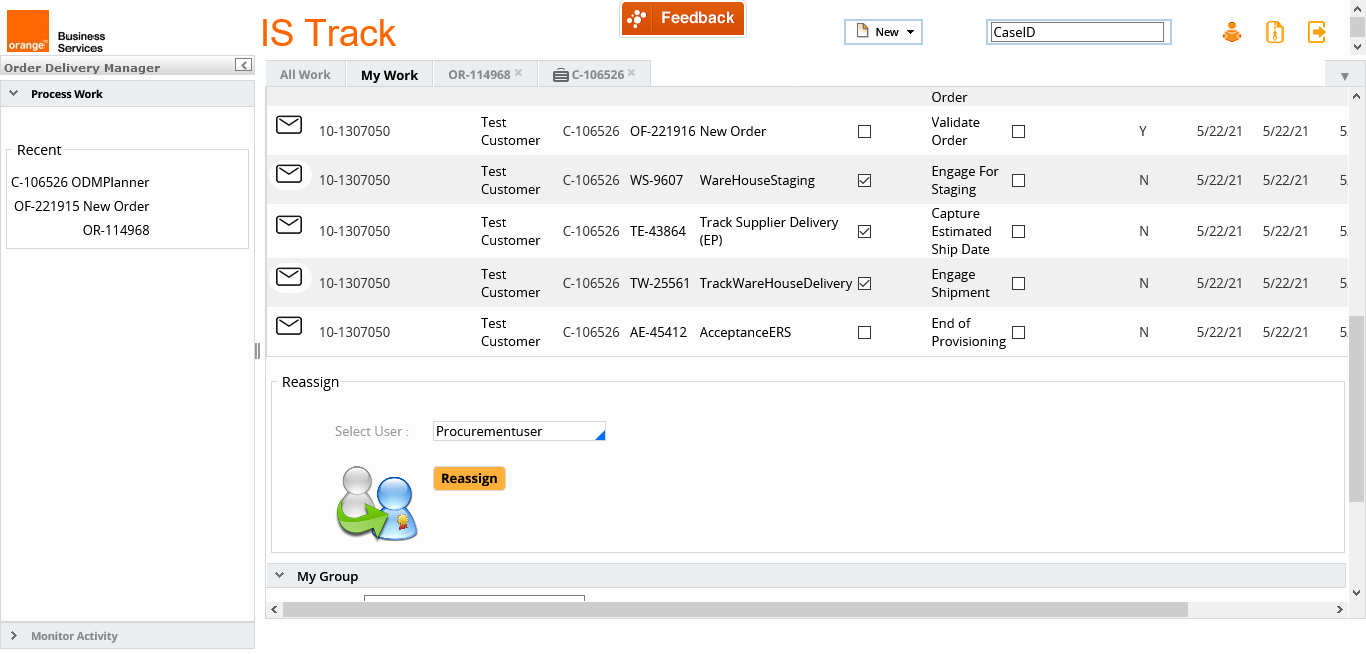 orange™
Business
Services
IS Track
Feedback
New
CaseID
Order Delivery Manager
Process Work
Recent
C-106526 ODMPlanner
OF-221915 New Order
OR-114968
Monitor Activity
All Work My Work OR-114968 × C-106526 ×
Order
10-1307050 Test Customer C-106526 OF-221916 New Order Validate Order Y 5/22/21 5/22/21 5
10-1307050 Test Customer C-106526 WS-9607 WareHouseStaging Engage For Staging N 5/22/21 5/22/21 5
10-1307050 Test Customer C-106526 TE-43864 Track Supplier Delivery (EP) Capture Estimated Ship Date N 5/22/21 5/22/21 5
10-1307050 Test Customer C-106526 TW-25561 TrackWareHouseDelivery Engage Shipment N 5/22/21 5/22/21 5
10-1307050 Test Customer C-106526 AE-45412 AcceptanceERS End of Provisioning N 5/22/21 5/22/21 5
Reassign
Select User : Procurementuser
Reassign
My Group